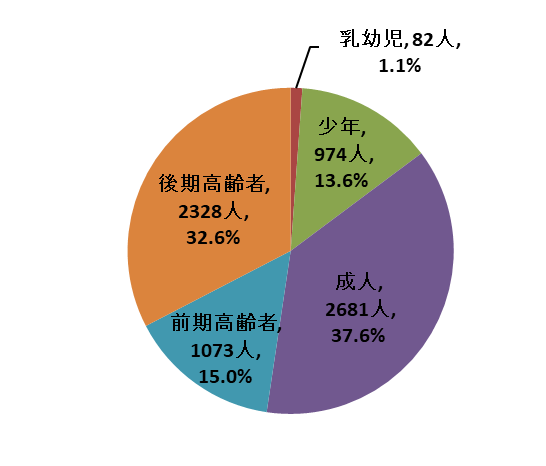 乳幼児, 82人,
1.1%
少年,
974人,
13.6%
成人,
2681人,
37.6%
前期高齢者,
1073人,
15.0%
後期高齢者,
2328人,
32.6%